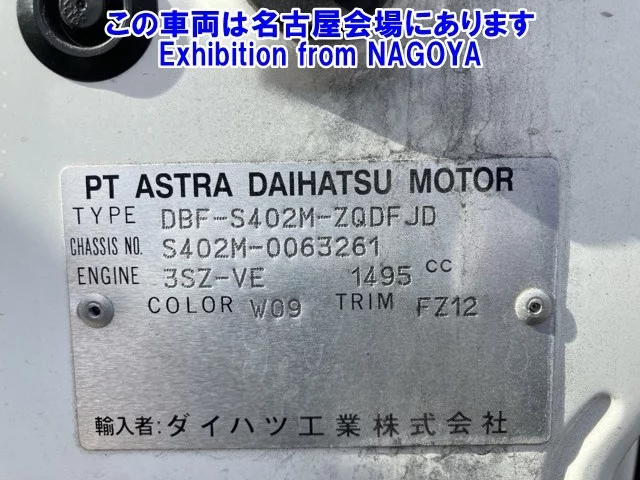 この車両は名古屋会場にあります
Exhibition from NAGOYA
PT ASTRA DAIHATSU MOTOR
TYPE DBF-S402M-ZQDFJD
CHASSIS NO. S402M-0063261
ENGINE 3SZ-VE 1495 CC
COLOR W09 TRIM FZ12
輸入者: ダイハツ工業株式会社